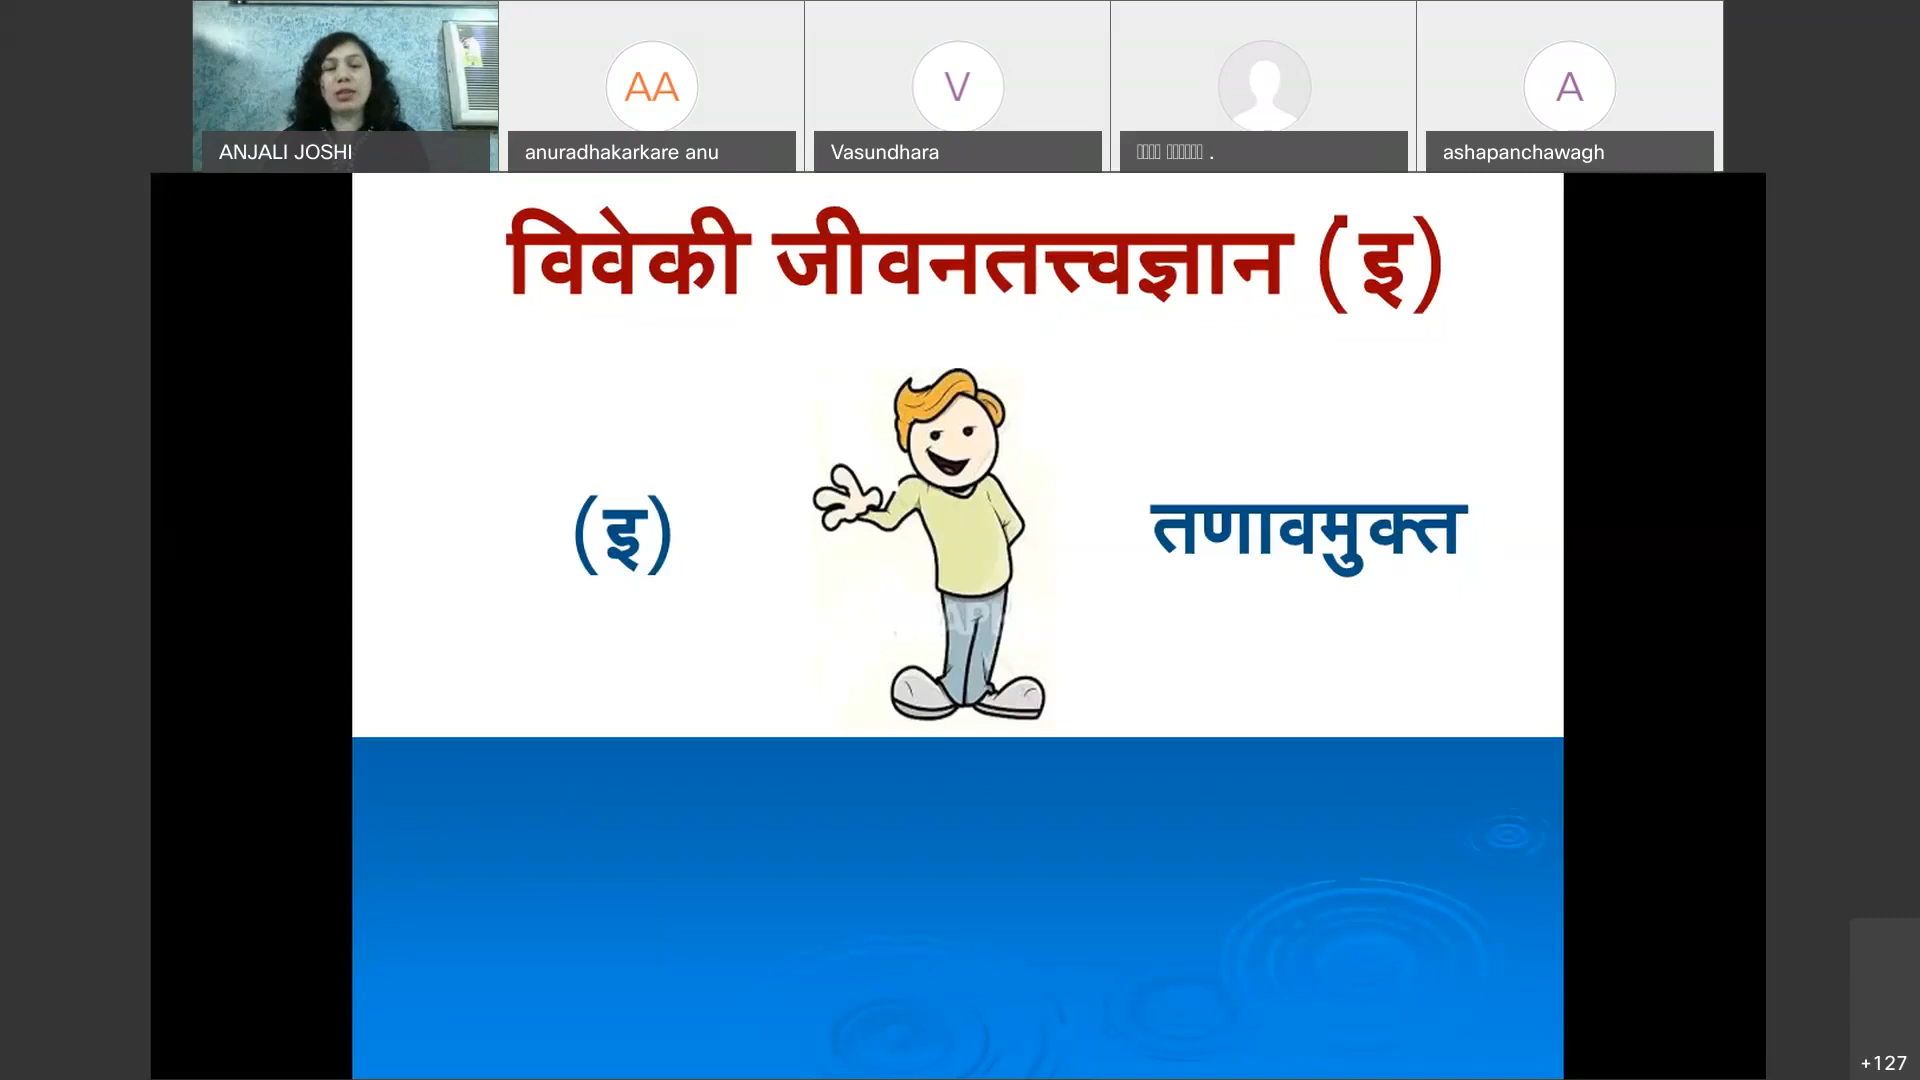 AA
V
A
ANJALI JOSHI
anuradhakarkare anu
Vasundhara
ashapanchawagh
विवेकी जीवनतत्त्वज्ञान (इ)
(इ)
तणावमुक्त
+127